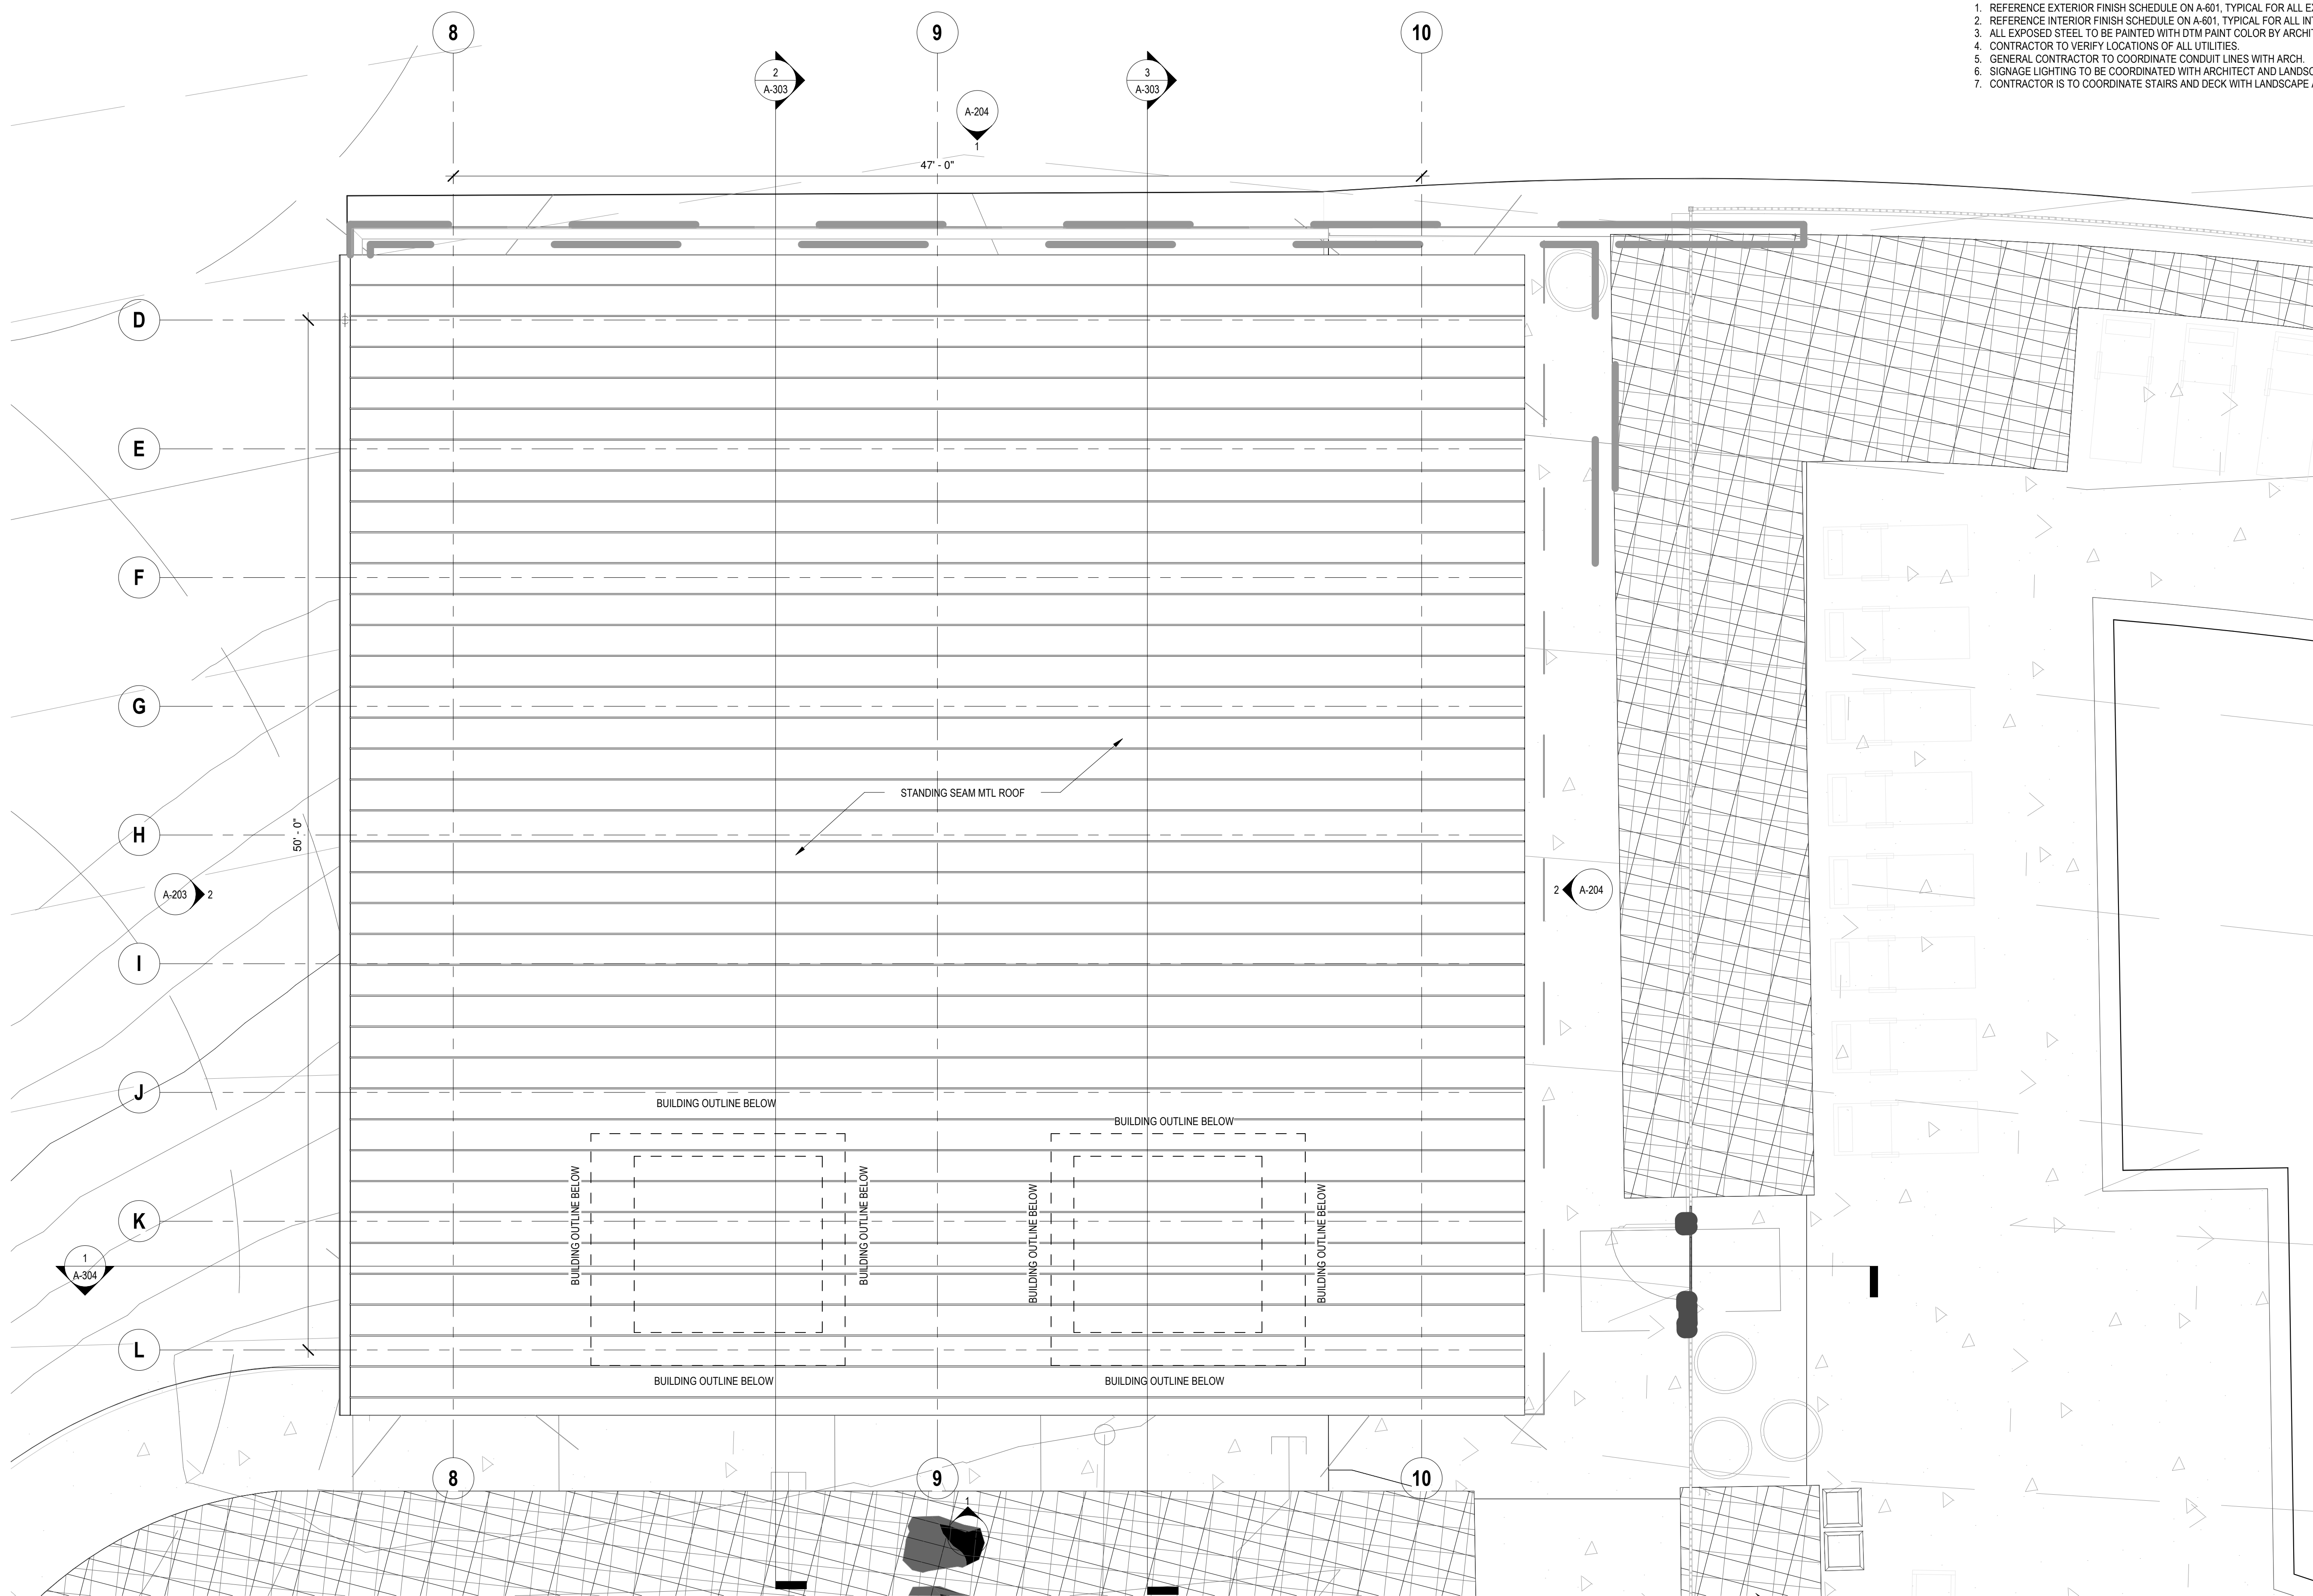 1. REFERENCE EXTERIOR FINISH SCHEDULE ON A-601, TYPICAL FOR ALL
2. REFERENCE INTERIOR FINISH SCHEDULE ON A-601, TYPICAL FOR ALL
3. ALL EXPOSED STEEL TO BE PAINTED WITH DTM PAINT COLOR BY
4. CONTRACTOR TO VERIFY LOCATIONS OF ALL UTILITIES.
5. GENERAL CONTRACTOR TO COORDINATE CONDUIT LINES WITH ARCH.
6. SIGNAGE LIGHTING TO BE COORDINATED WITH ARCHITECT AND
7. CONTRACTOR IS TO COORDINATE STAIRS AND DECK WITH LANDSCAPE
8
9
10
2
A-303
3
A-303
A-204
1
47' - 0"
D
E
F
G
STANDING SEAM MTL ROOF
H
50' - 0"
A-203 2
2 A-204
I
J
BUILDING OUTLINE BELOW
BUILDING OUTLINE BELOW
BUILDING OUTLINE BELOW
BUILDING OUTLINE BELOW
BUILDING OUTLINE BELOW
BUILDING OUTLINE BELOW
K
1
A-304
L
BUILDING OUTLINE BELOW
BUILDING OUTLINE BELOW
8
9
10
1